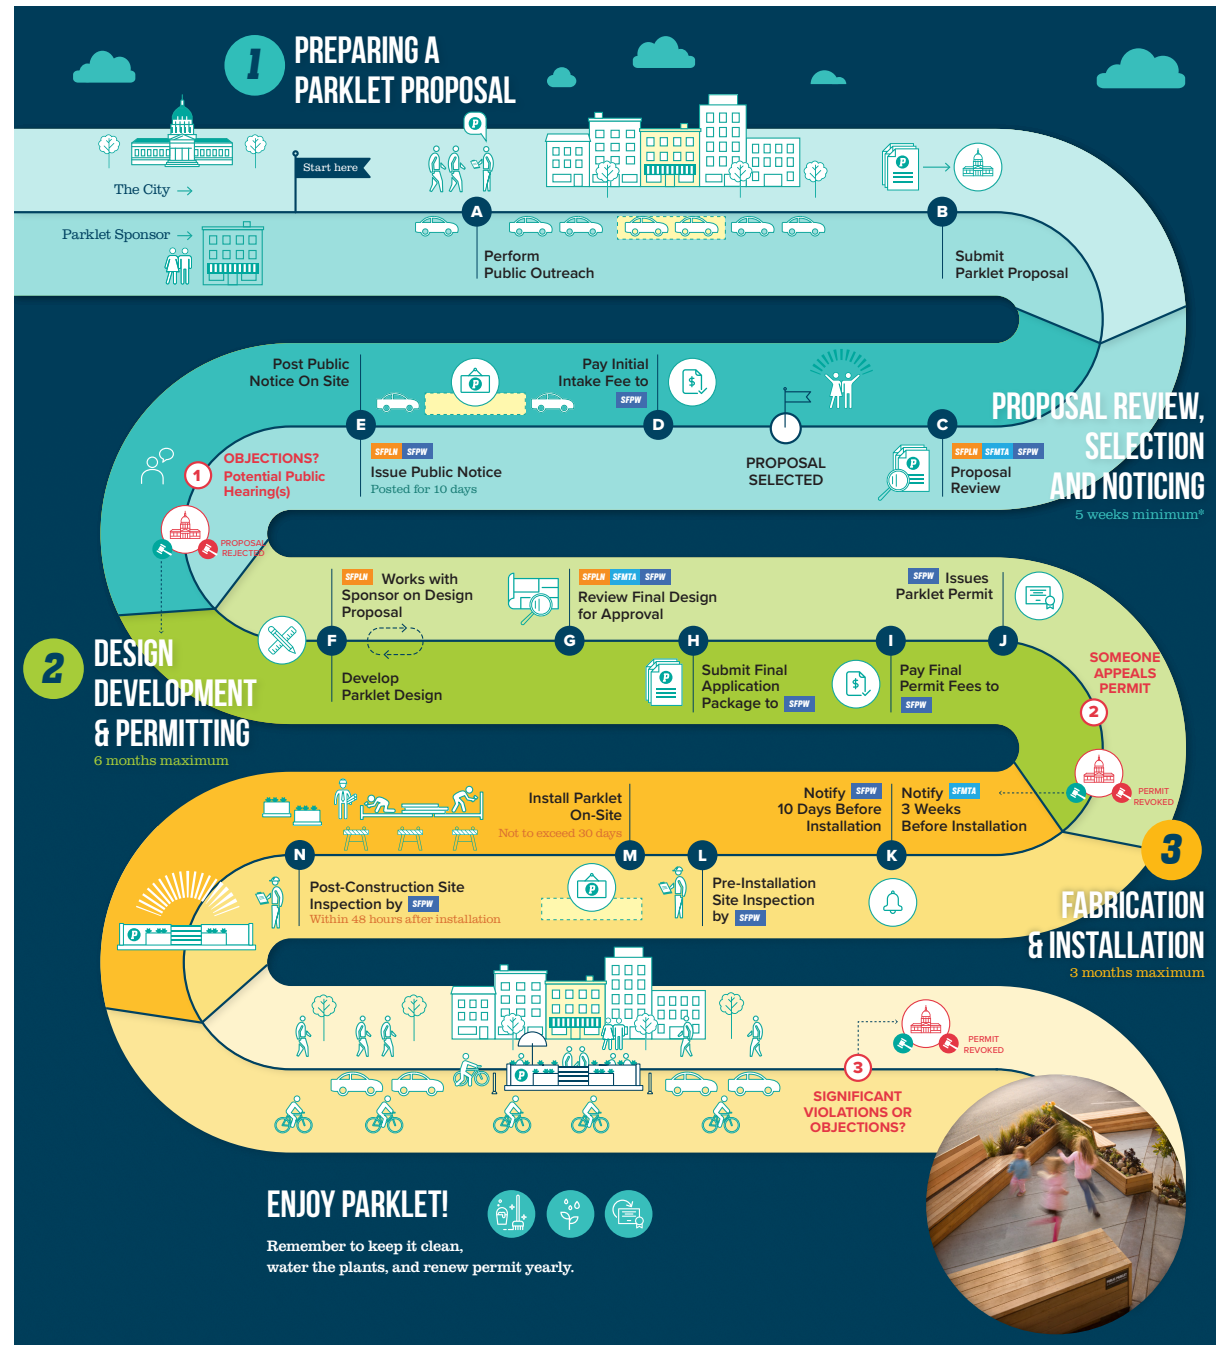 1
PREPARING A
PARKLET PROPOSAL
The City →
Start here
Parklet Sponsor →
A
Perform
Public Outreach
B
Submit
Parklet Proposal
PROPOSAL REVIEW,
SELECTION
AND NOTICING
5 weeks minimum*
C
SFPLN SFMTA SFPW
Proposal
Review
PROPOSAL
SELECTED
Pay Initial
Intake Fee to
SFPW
D
Post Public
Notice On Site
E
SFPLN SFPW
Issue Public Notice
Posted for 10 days
OBJECTIONS?
1
Potential Public
Hearing(s)
PROPOSAL
REJECTED
2
DESIGN
DEVELOPMENT
& PERMITTING
6 months maximum
SFPLN Works with
Sponsor on Design
Proposal
F
Develop
Parklet Design
SFPLN SFMTA SFPW
Review Final Design
for Approval
G
H
Submit Final
Application
Package to SFPW
I
Pay Final
Permit Fees to
SFPW
SFPW Issues
Parklet Permit
J
SOMEONE
APPEALS
PERMIT
2
PERMIT
REVOKED
3
FABRICATION
& INSTALLATION
3 months maximum
Notify SFMTA
3 Weeks
Before Installation
Notify SFPW
10 Days Before
Installation
K
L
Pre-Installation
Site Inspection
by SFPW
Install Parklet
On-Site
Not to exceed 30 days
M
N
Post-Construction Site
Inspection by SFPW
Within 48 hours after installation
3
SIGNIFICANT
VIOLATIONS OR
OBJECTIONS?
PERMIT
REVOKED
ENJOY PARKLET!
Remember to keep it clean,
water the plants, and renew permit yearly.